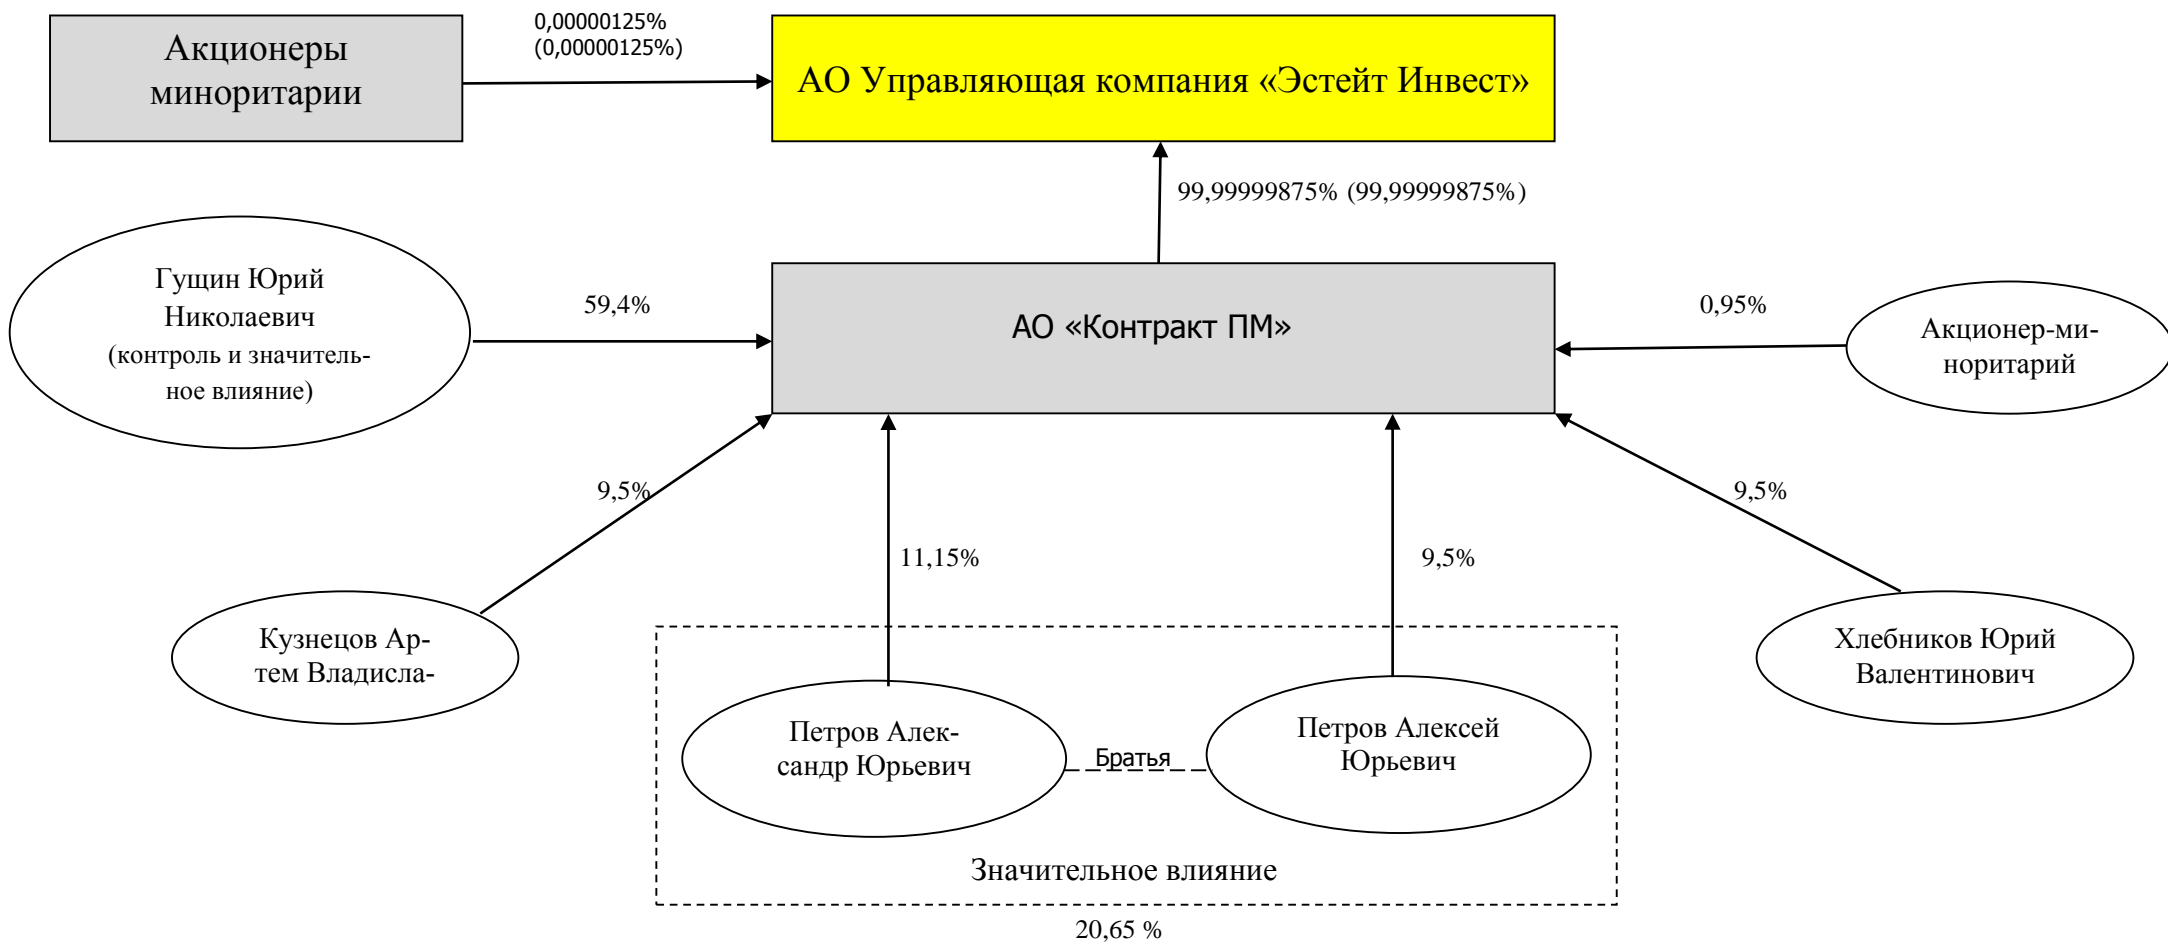 Акционеры
миноритарии
0,00000125%
(0,00000125%)
АО Управляющая компания «Эстейт Инвест»
99,99999875% (99,99999875%)
Гущин Юрий
Николаевич
(контроль и значитель-
ное влияние)
59,4%
АО «Контракт ПМ»
0,95%
Акционер-ми-
норитарий
9,5%
11,15%
9,5%
9,5%
Кузнецов Ар-
тем Владисла-
Петров Алек-
сандр Юрьевич
Братья
Петров Алексей
Юрьевич
Хлебников Юрий
Валентинович
Значительное влияние
20,65 %